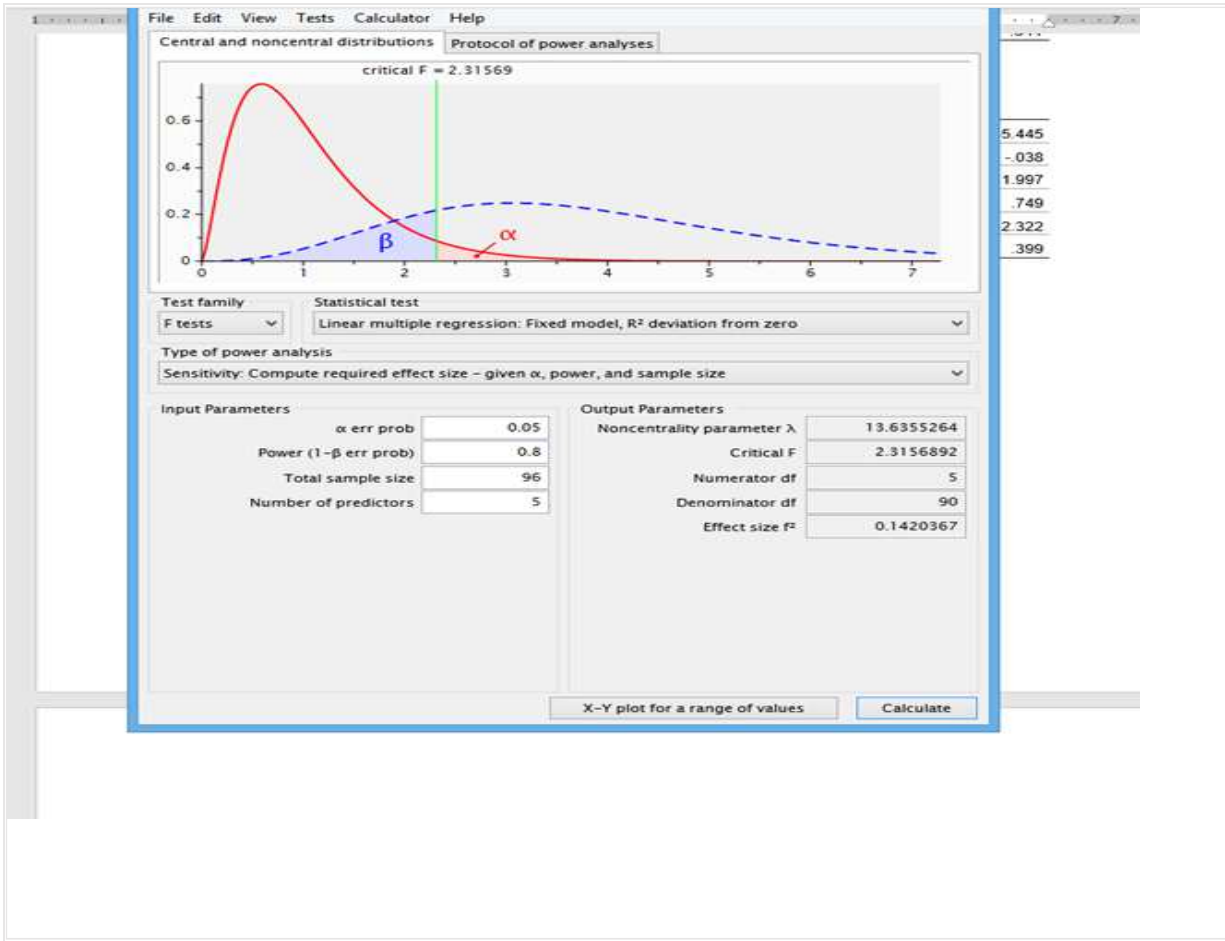 1
7
File Edit View Tests Calculator Help
Central and noncentral distributions Protocol of power analyses
critical F = 2.31569
0.6
0.4
0.2
0
β
α
0 1 2 3 4 5 6 7
5.445
-.038
1.997
.749
2.322
.399
Test family Statistical test
F tests Linear multiple regression: Fixed model, R² deviation from zero
Type of power analysis
Sensitivity: Compute required effect size – given α, power, and sample size
Input Parameters Output Parameters
α err prob 0.05 Noncentrality parameter λ 13.6355264
Power (1-β err prob) 0.8 Critical F 2.3156892
Total sample size 96 Numerator df 5
Number of predictors 5 Denominator df 90
Effect size f² 0.1420367
X-Y plot for a range of values Calculate